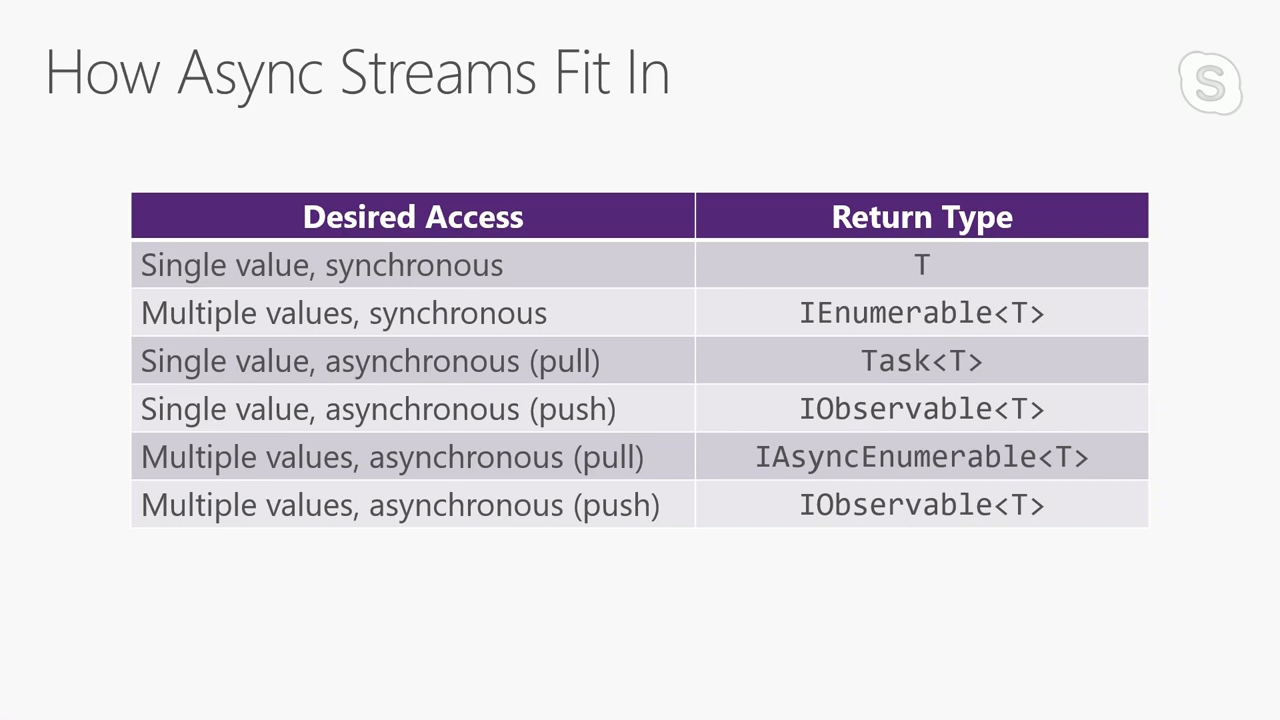 How Async Streams Fit In
S
Desired Access Return Type
Single value, synchronous T
Multiple values, synchronous IEnumerable<T>
Single value, asynchronous (pull) Task<T>
Single value, asynchronous (push) IObservable<T>
Multiple values, asynchronous (pull) IAsyncEnumerable<T>
Multiple values, asynchronous (push) IObservable<T>